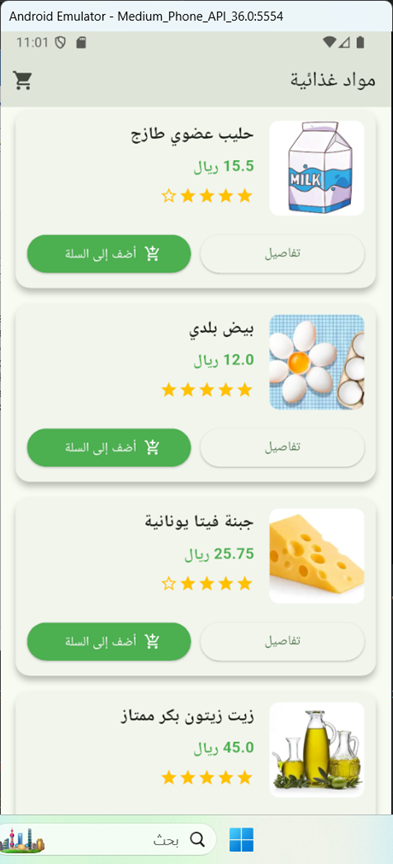 Android Emulator - Medium_Phone_API_36.0:5554
11:01
مواد غذائية
MILK
حليب عضوي طازج
15.5 ريال
تفاصيل
أضف إلى السلة
بيض بلدي
12.0 ريال
تفاصيل
أضف إلى السلة
جبنة فيتا يونانية
25.75 ريال
تفاصيل
أضف إلى السلة
زيت زيتون بكر ممتاز
45.0 ريال
بحث